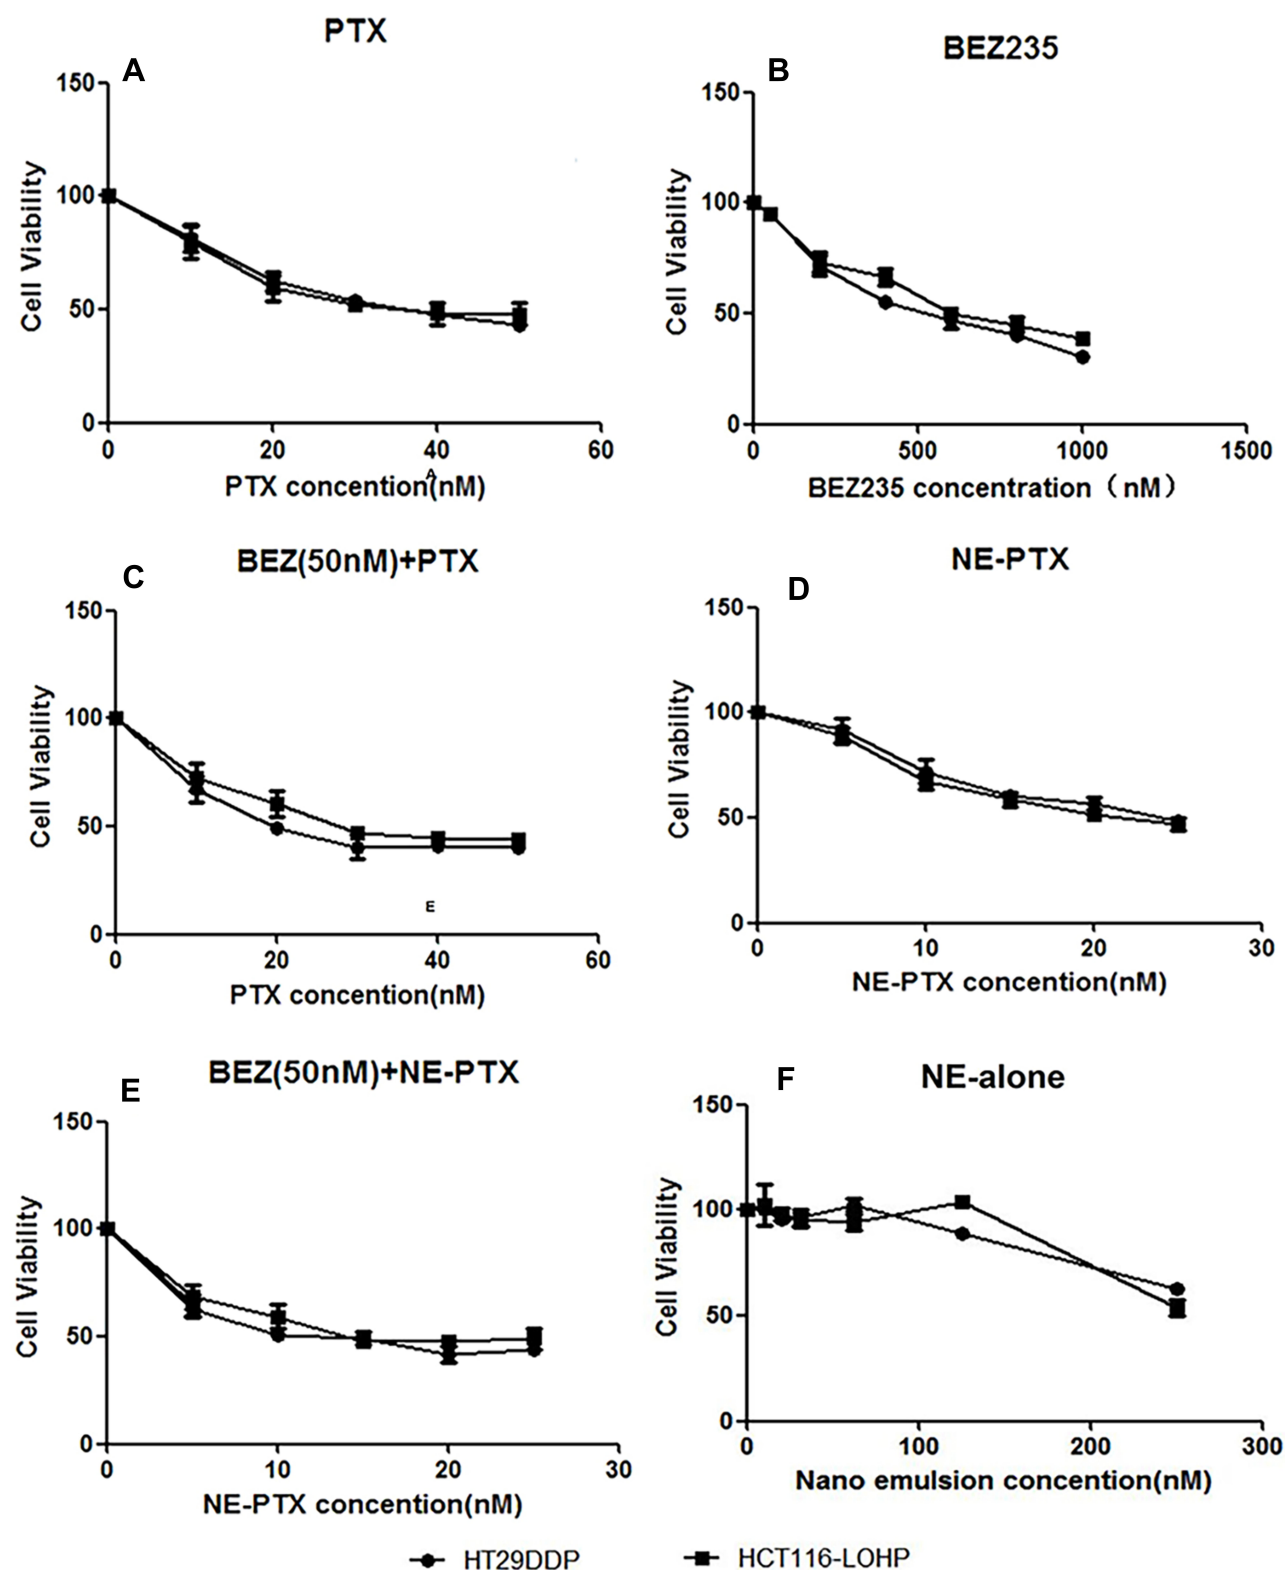 PTX
A
150
100
50
0
Cell Viability
0 20 40 60
A
PTX concention(nM)
BEZ235
B
150
100
50
0
Cell Viability
0 500 1000 1500
BEZ235 concentration（nM）
BEZ(50nM)+PTX
C
150
100
50
0
Cell Viability
E
0 20 40 60
PTX concention(nM)
NE-PTX
D
150
100
50
0
Cell Viability
0 10 20 30
NE-PTX concention(nM)
BEZ(50nM)+NE-PTX
E
150
100
50
0
Cell Viability
0 10 20 30
NE-PTX concention(nM)
NE-alone
F
150
100
50
0
Cell Viability
0 100 200 300
Nano emulsion concention(nM)
HT29DDP HCT116-LOHP